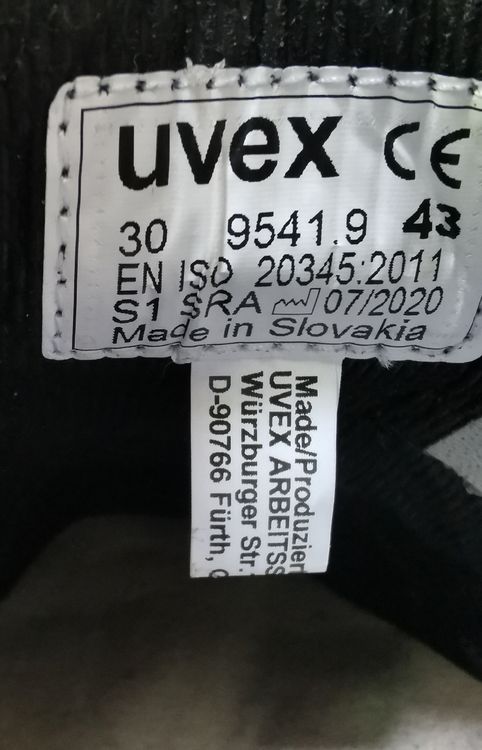 uvex CE
30 9541.9 43
EN ISO 20345:2011
S1 SRA 07/2020
Made in Slovakia
Made/Produzier
UVEX ARBEITSS
Würzburger Str.
D-90766 Fürth,